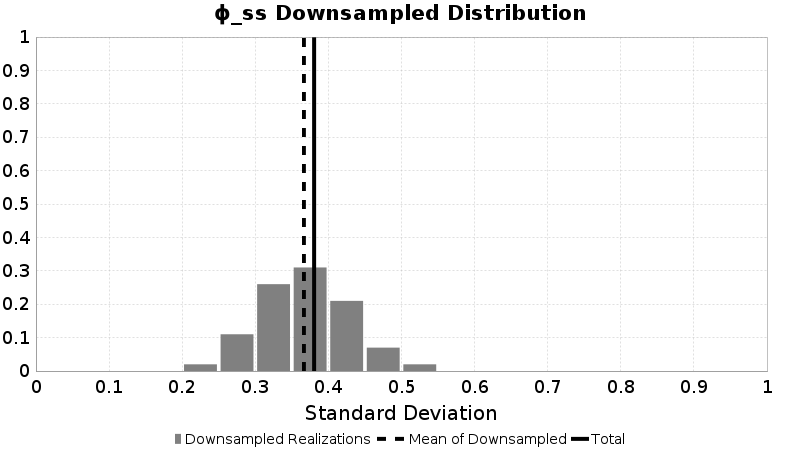 ϕ_ss Downsampled Distribution
1
0.9
0.8
0.7
0.6
0.5
0.4
0.3
0.2
0.1
0
0 0.1 0.2 0.3 0.4 0.5 0.6 0.7 0.8 0.9 1
Standard Deviation
Downsampled Realizations Mean of Downsampled Total